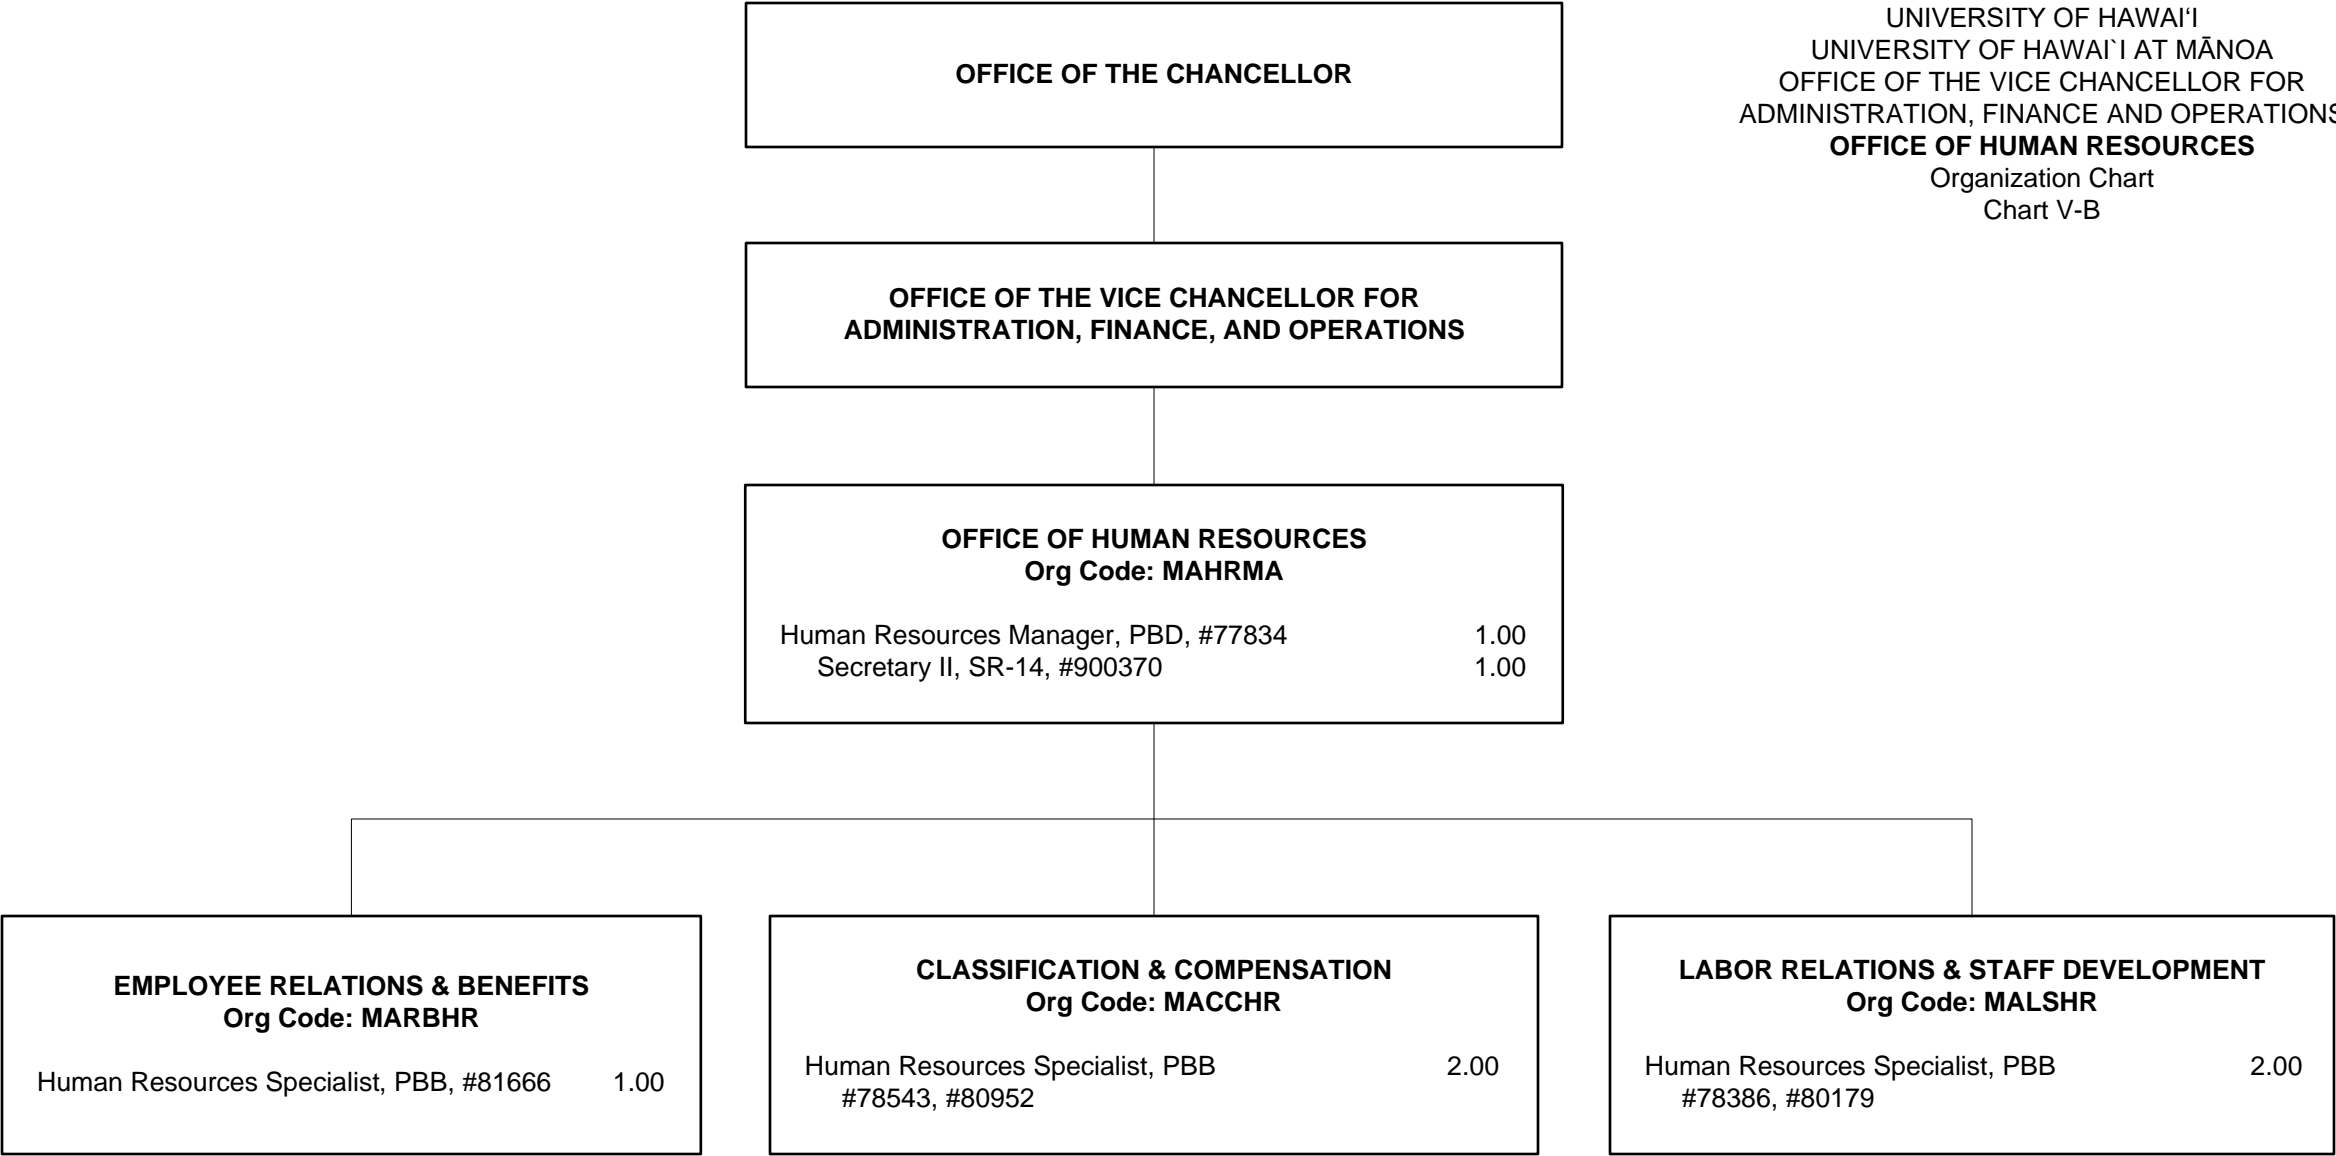 UNIVERSITY OF HAWAI‘I
UNIVERSITY OF HAWAI`I AT MĀNOA
OFFICE OF THE VICE CHANCELLOR FOR
ADMINISTRATION, FINANCE AND OPERATIONS
OFFICE OF HUMAN RESOURCES
Organization Chart
Chart V-B
OFFICE OF THE CHANCELLOR
OFFICE OF THE VICE CHANCELLOR FOR
ADMINISTRATION, FINANCE, AND OPERATIONS
OFFICE OF HUMAN RESOURCES
Org Code: MAHRMA
Human Resources Manager, PBD, #77834 1.00
Secretary II, SR-14, #900370 1.00
EMPLOYEE RELATIONS & BENEFITS
Org Code: MARBHR
Human Resources Specialist, PBB, #81666 1.00
CLASSIFICATION & COMPENSATION
Org Code: MACCHR
Human Resources Specialist, PBB 2.00
#78543, #80952
LABOR RELATIONS & STAFF DEVELOPMENT
Org Code: MALSHR
Human Resources Specialist, PBB 2.00
#78386, #80179